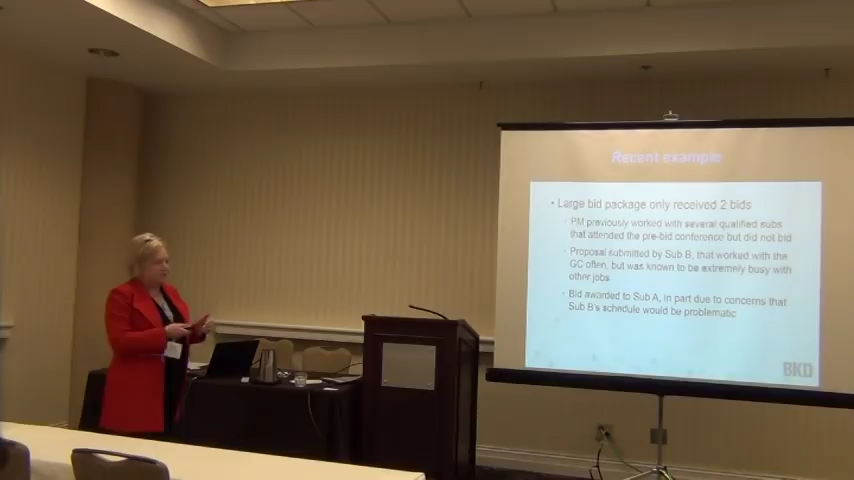 Recent example
• Large bid package only received 2 bids
PM previously worked with several qualified subs
that attended the pre-bid conference but did not bid
Proposal submitted by Sub B, that worked with the
GC often, but was known to be extremely busy with
other jobs
Bid awarded to Sub A, in part due to concerns that
Sub B's schedule would be problematic
BKD